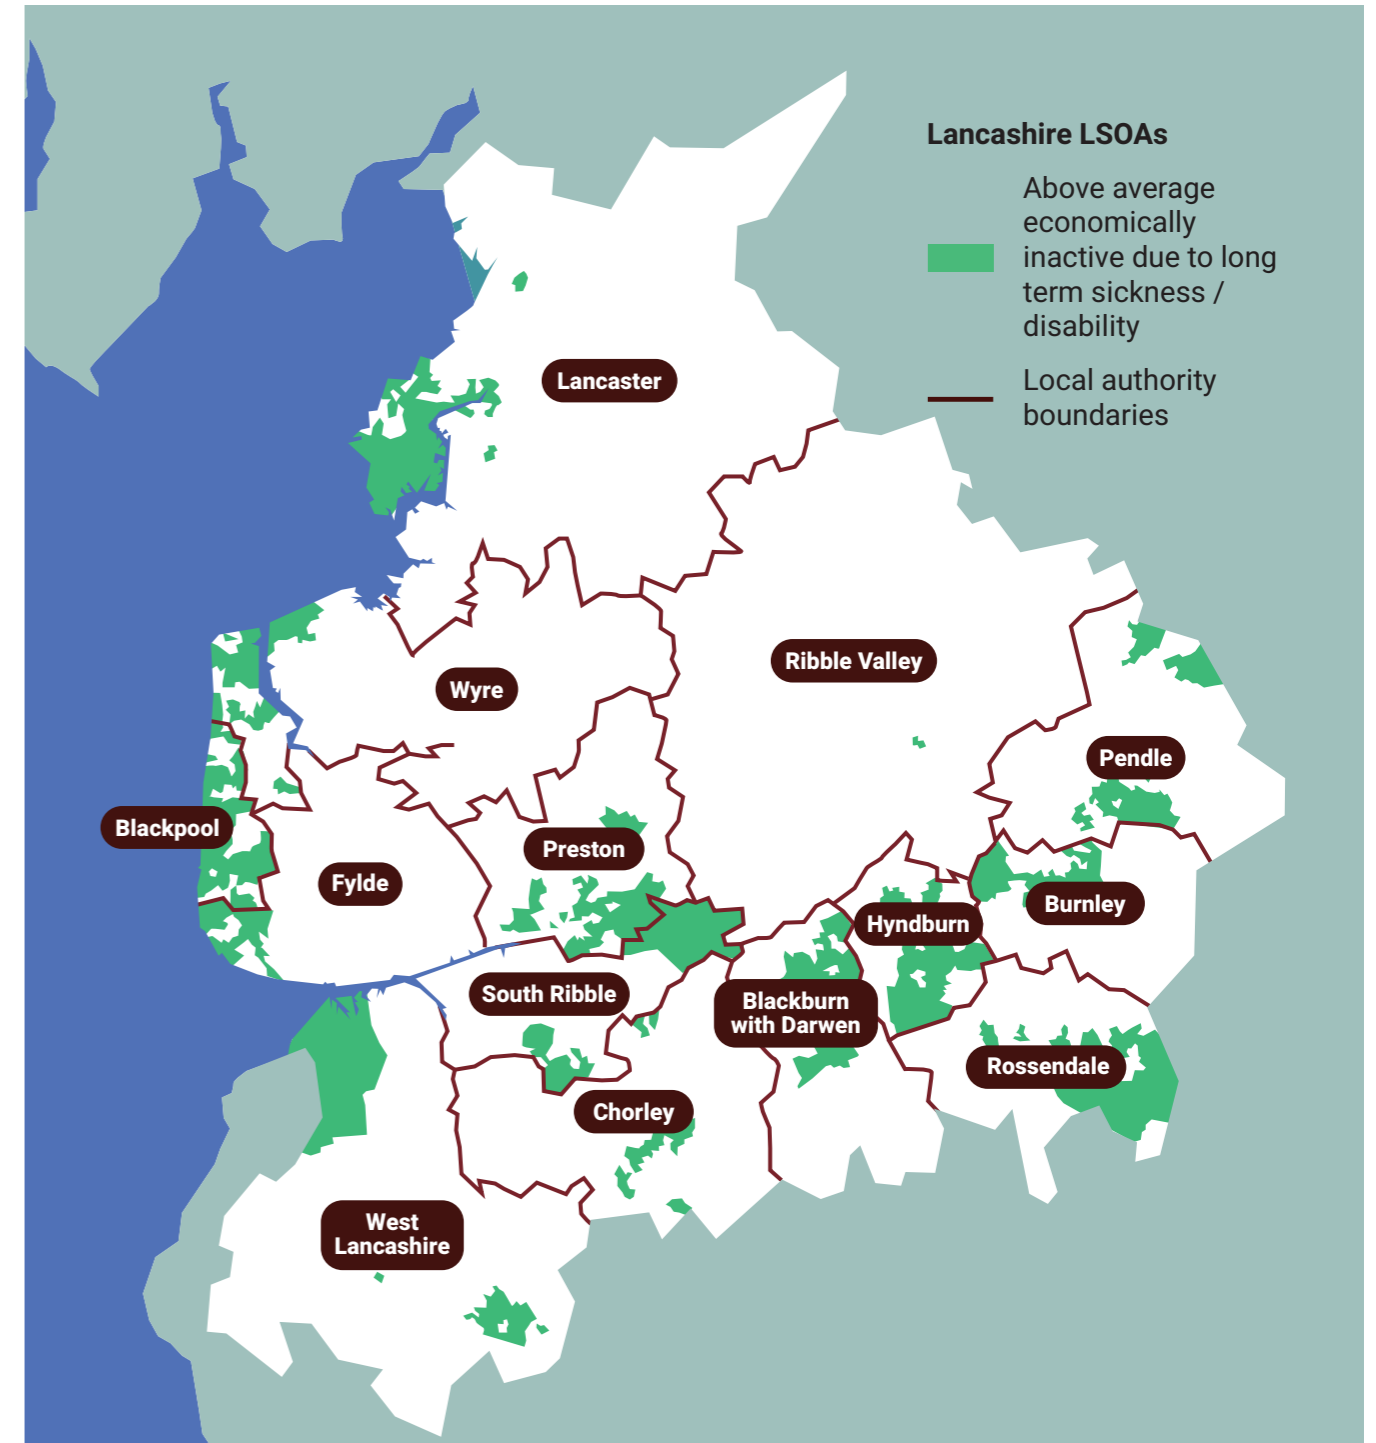 Lancashire LSOAs
Above average
economically
inactive due to long
term sickness /
disability
Local authority
boundaries
Lancaster
Ribble Valley
Wyre
Pendle
Blackpool
Preston
Fylde
Burnley
Hyndburn
South Ribble
Blackburn
with Darwen
Rossendale
Chorley
West
Lancashire